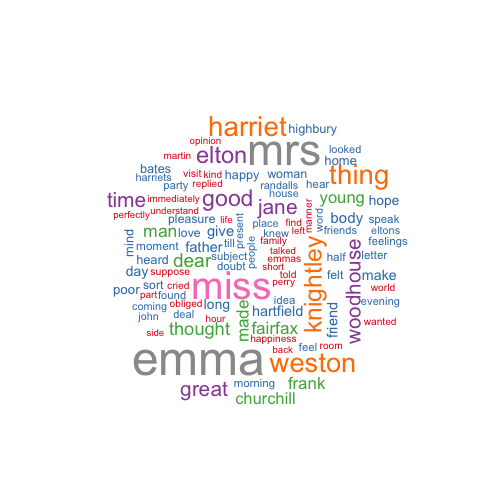 harriet
highbury
opinion
mrs
martin
elton
looked
home
bates
visit
kind
happy
woman
thing
harriets
party
replied
randalls
hear
house
time
immediately
good
jane
young
hope
perfectly
understand
pleasure
life
place
find
manner
word
body
speak
man
love
give
present
knew
left
friends
eltons
mind
moment
father
till
people
family
feelings
talked
heard
dear
subject
emmas
knightley
half
letter
woodhouse
day
suppose
doubt
short
told
felt
make
poor
sort
cried
miss
perry
world
part
found
long
idea
evening
coming
obliged
made
hartfield
friend
john
deal
hour
wanted
side
thought
fairfax
happiness
emma
back
feel
room
weston
great
morning
frank
churchill